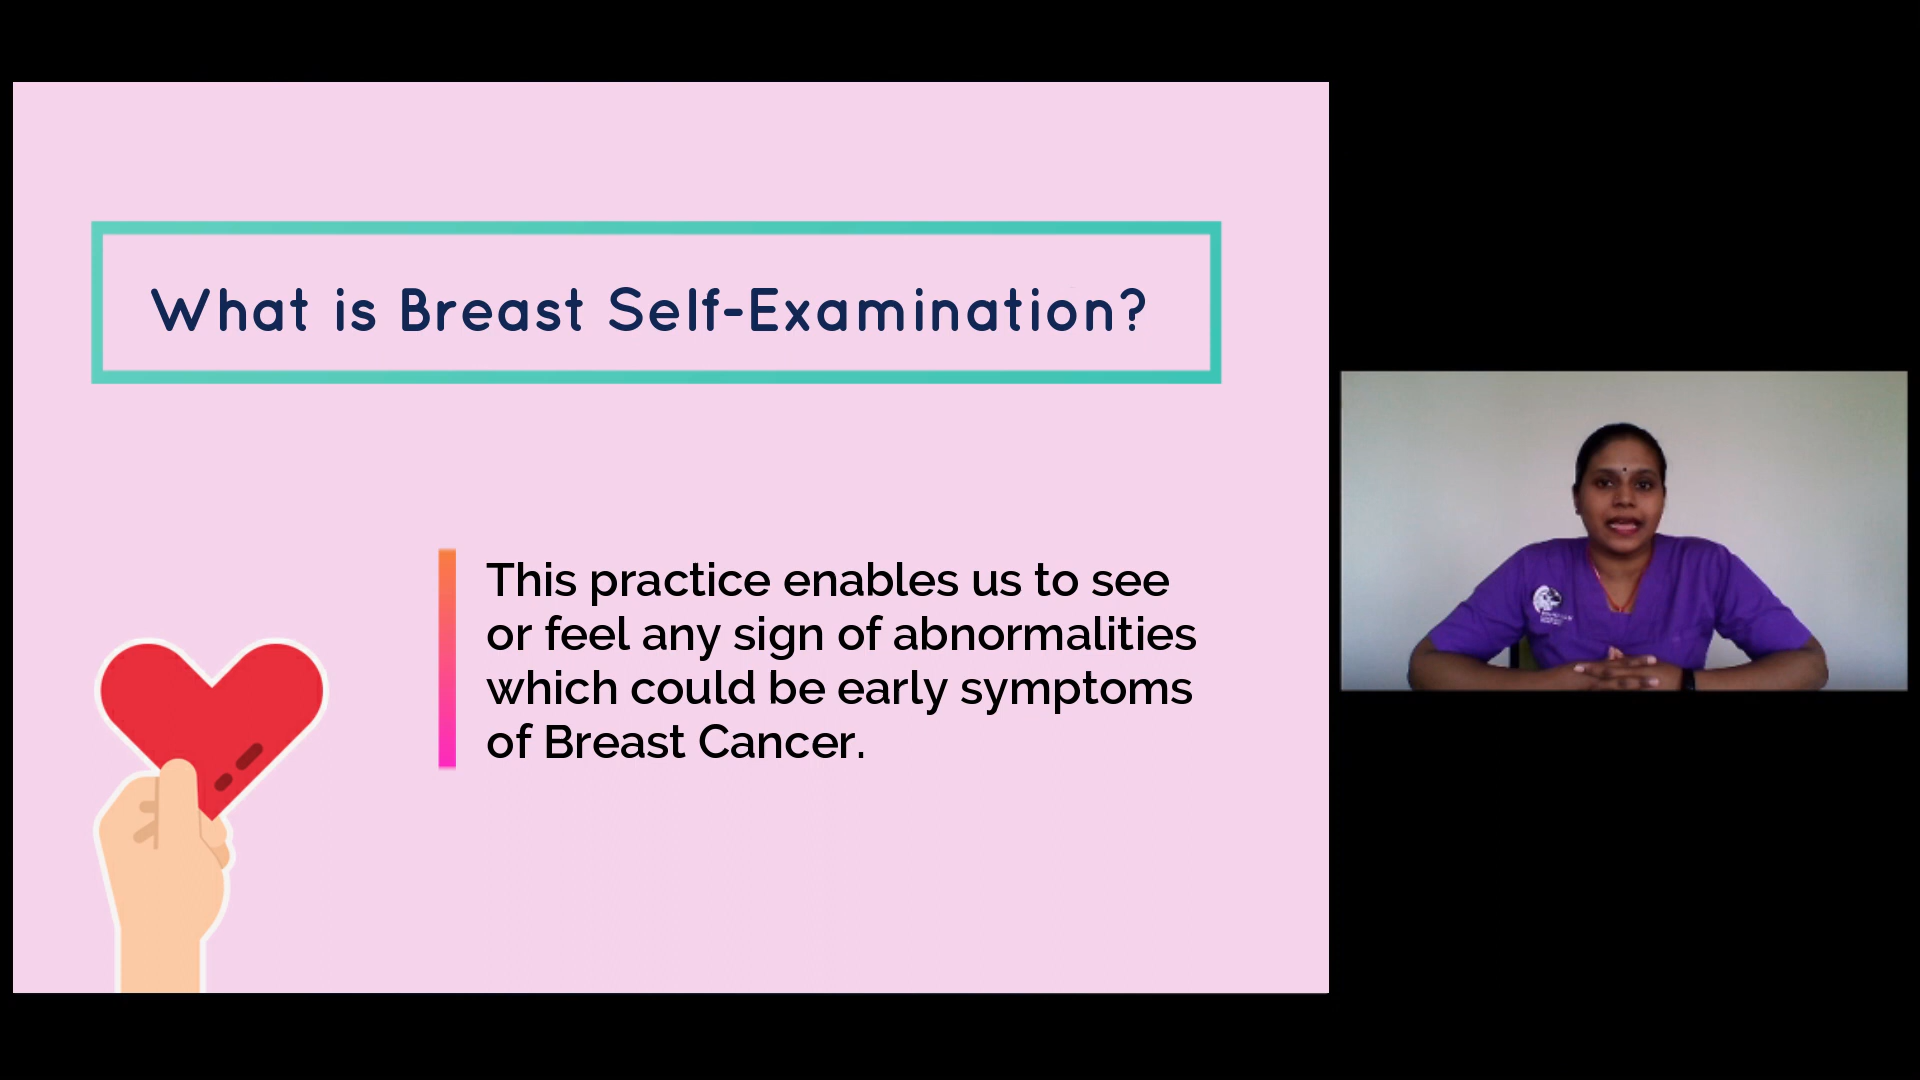 What is Breast Self-Examination?
This practice enables us to see
or feel any sign of abnormalities
which could be early symptoms
of Breast Cancer.